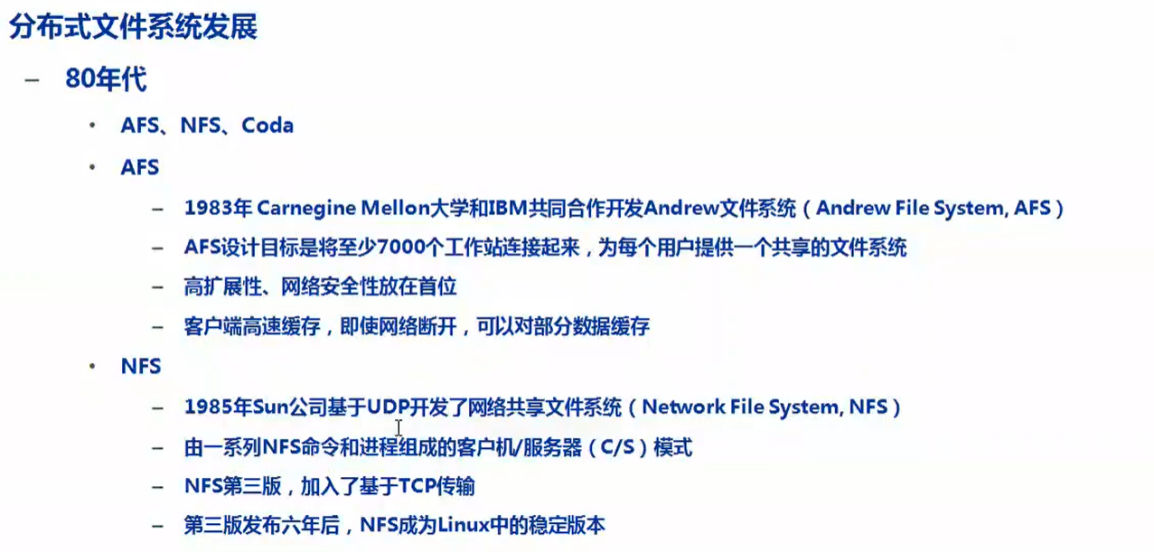 分布式文件系统发展
– 80年代
• AFS、NFS、Coda
• AFS
– 1983年 Carnegine Mellon大学和IBM共同合作开发Andrew文件系统（Andrew File System, AFS）
– AFS设计目标是将至少7000个工作站连接起来，为每个用户提供一个共享的文件系统
– 高扩展性、网络安全性放在首位
– 客户端高速缓存，即使网络断开，可以对部分数据缓存
• NFS
– 1985年Sun公司基于UDP开发了网络共享文件系统（Network File System, NFS）
– 由一系列NFS命令和进程组成的客户机/服务器（C/S）模式
– NFS第三版，加入了基于TCP传输
– 第三版发布六年后，NFS成为Linux中的稳定版本